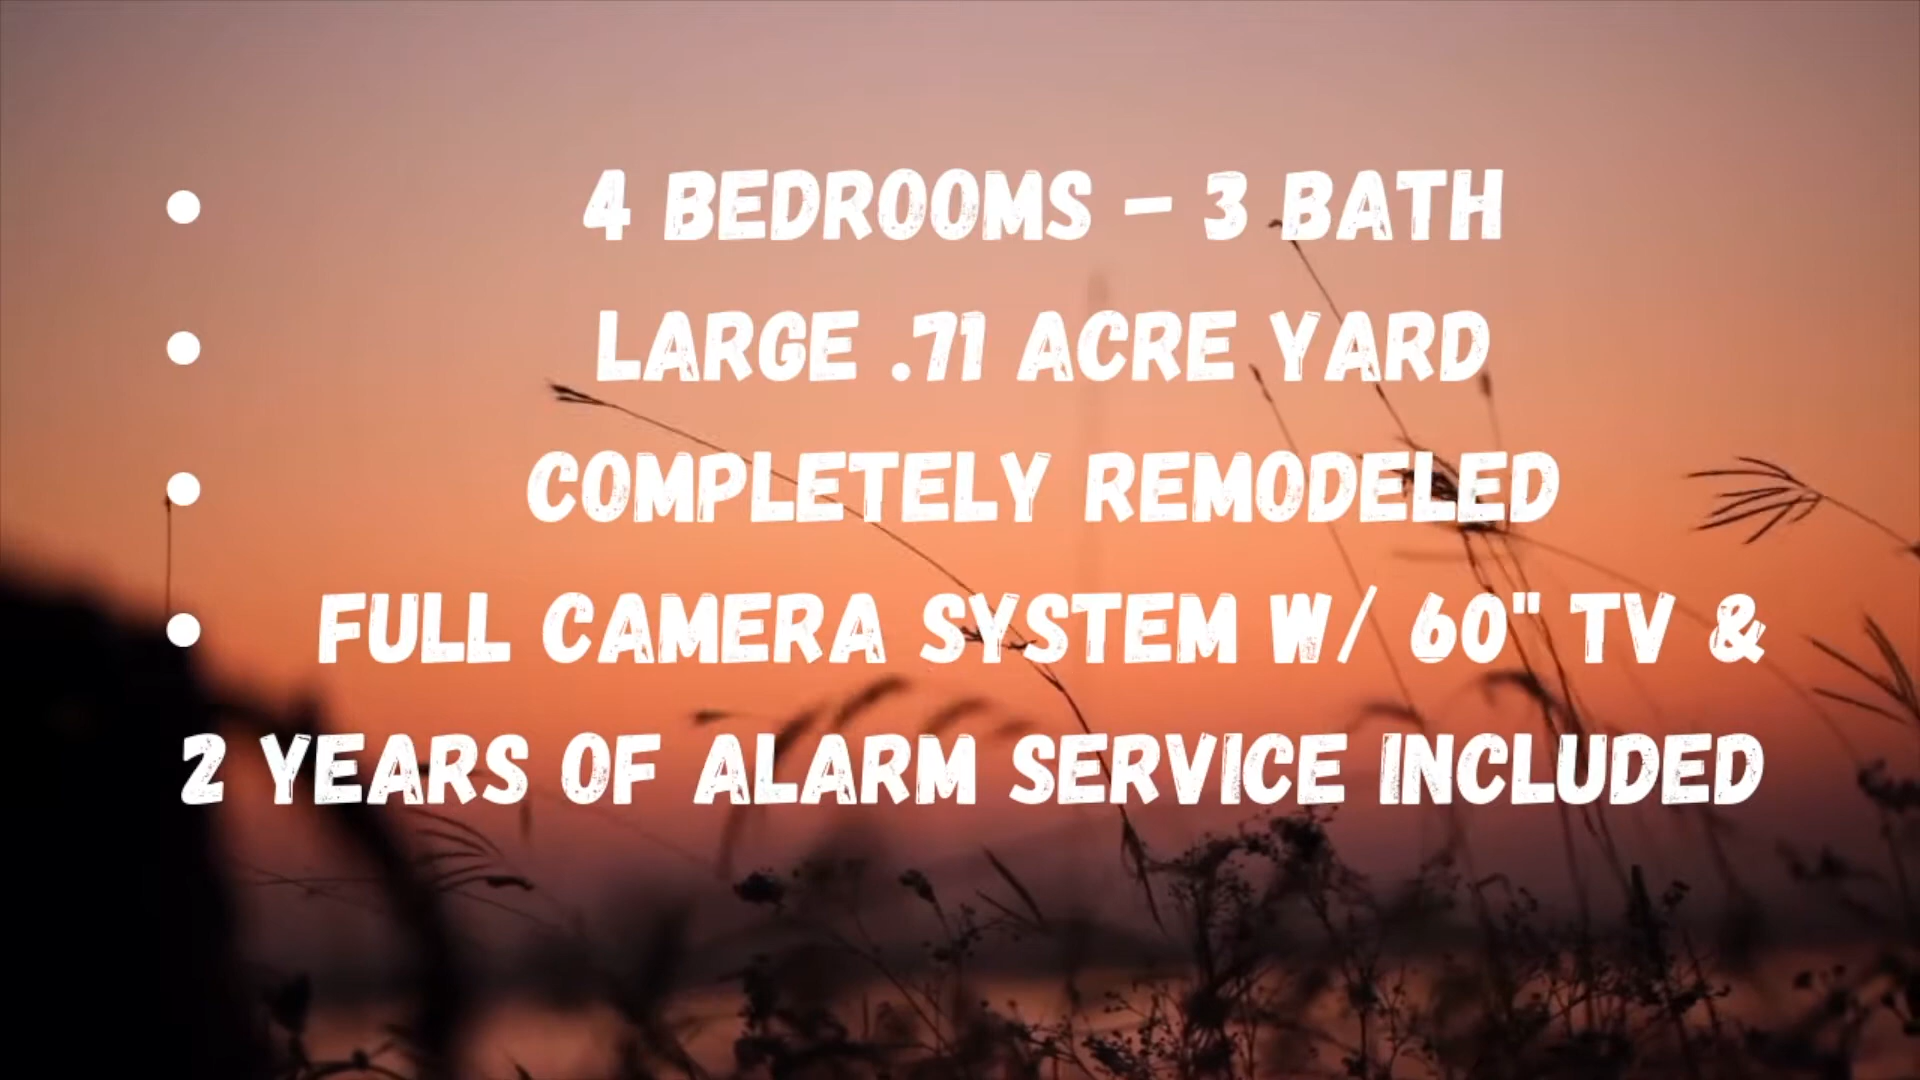 • 4 BEDROOMS - 3 BATH
• LARGE .71 ACRE YARD
• COMPLETELY REMODELED
• FULL CAMERA SYSTEM W/ 60" TV &
2 YEARS OF ALARM SERVICE INCLUDED